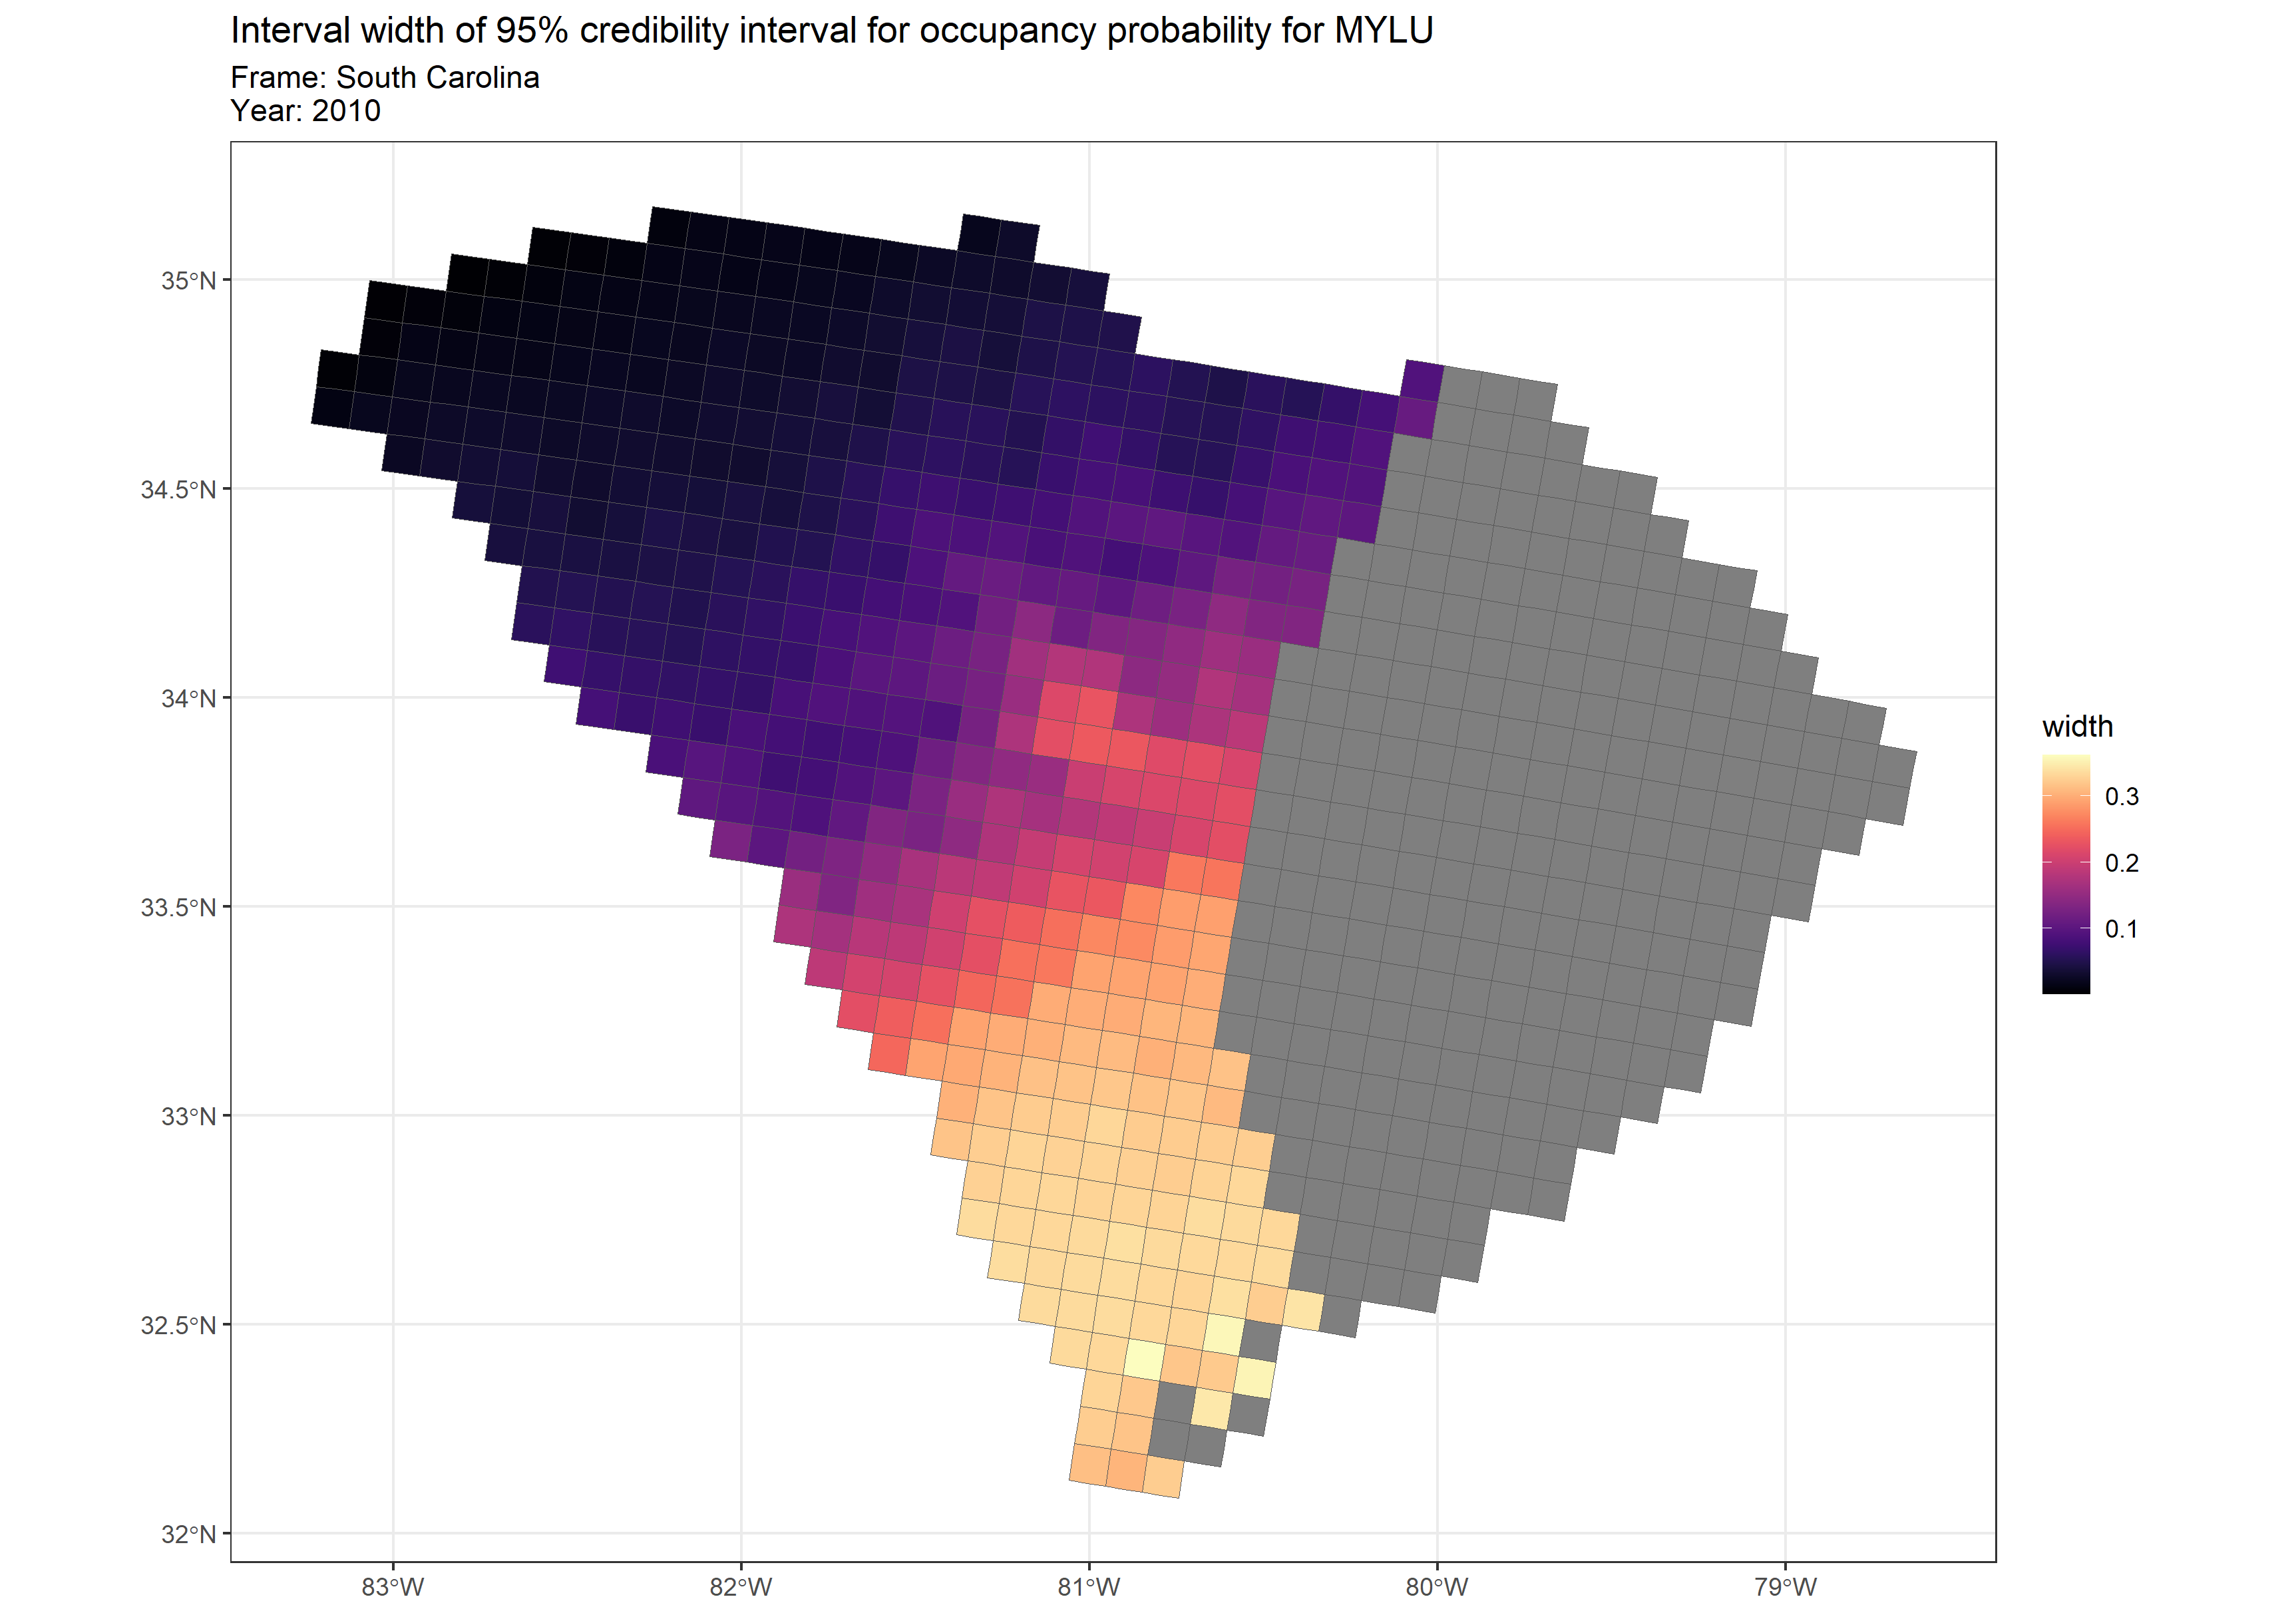 Interval width of 95% credibility interval for occupancy probability for MYLU
Frame: South Carolina
Year: 2010
35°N
34.5°N
34°N
33.5°N
33°N
32.5°N
32°N
83°W
82°W
81°W
80°W
79°W
width
0.3
0.2
0.1